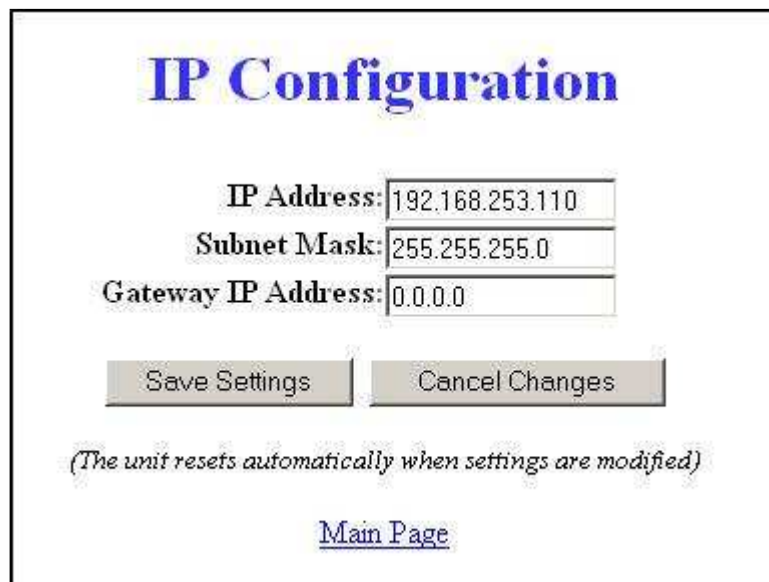 IP Configuration
IP Address: 192.168.253.110
Subnet Mask: 255.255.255.0
Gateway IP Address: 0.0.0.0
Save Settings Cancel Changes
(The unit resets automatically when settings are modified)
Main Page